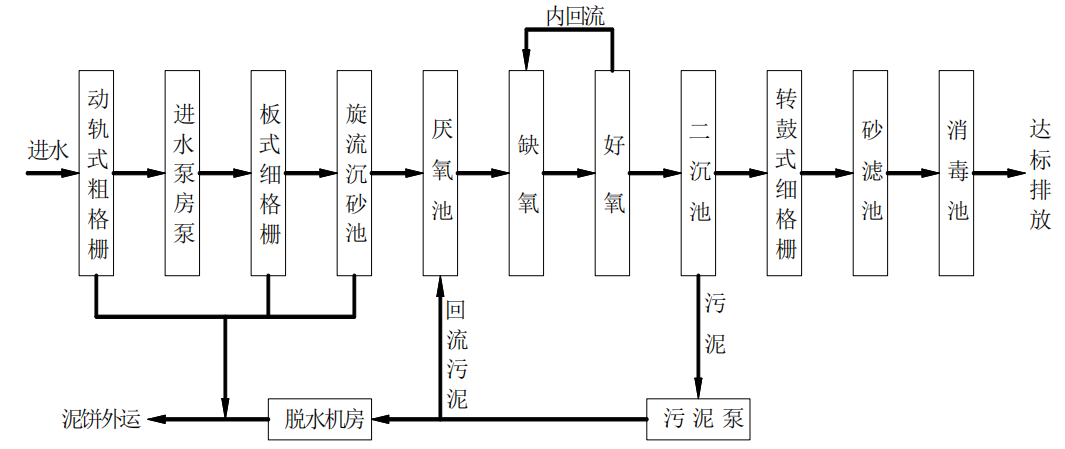 内回流
进水
动轨式粗格栅
进水泵房泵
板式细格栅
旋流沉砂池
厌氧池
缺氧
好氧
二沉池
转鼓式细格栅
砂滤池
消毒池
达标排放
回流污泥
污泥
泥饼外运
脱水机房
污泥泵